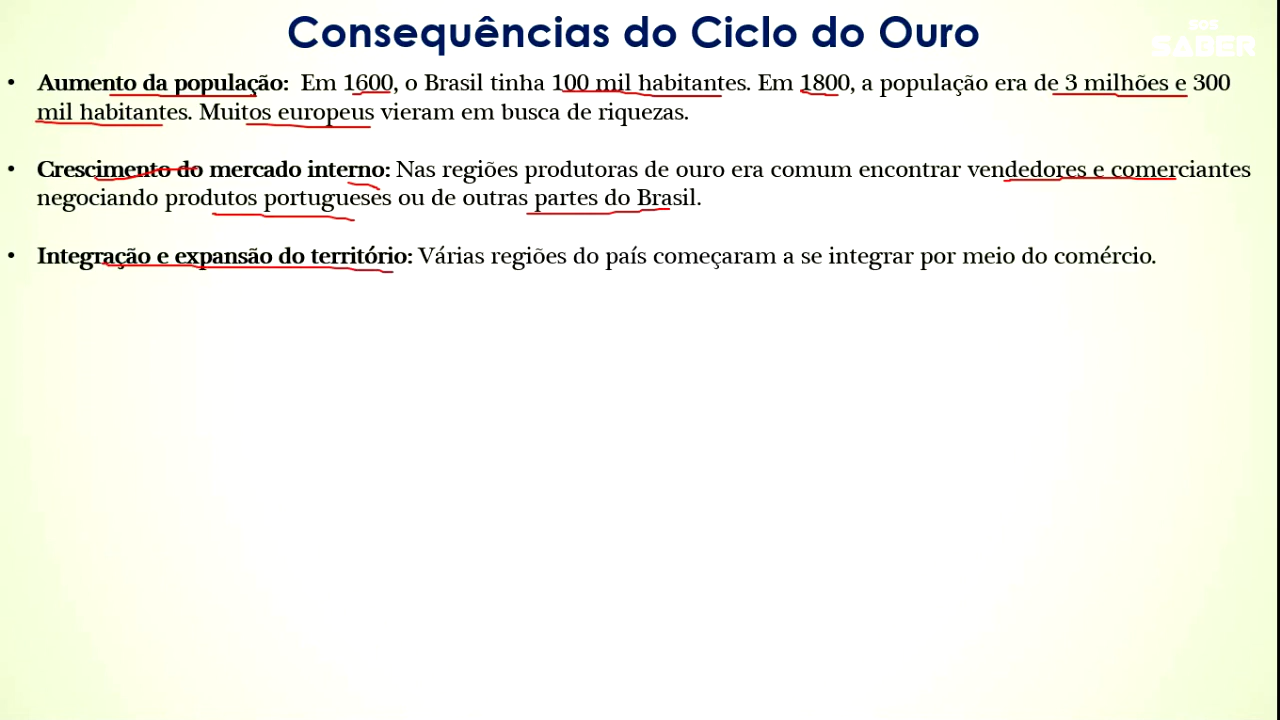 Consequências do Ciclo do Ouro
SOS
SABER
• Aumento da população: Em 1600, o Brasil tinha 100 mil habitantes. Em 1800, a população era de 3 milhões e 300
mil habitantes. Muitos europeus vieram em busca de riquezas.
• Crescimento do mercado interno: Nas regiões produtoras de ouro era comum encontrar vendedores e comerciantes
negociando produtos portugueses ou de outras partes do Brasil.
• Integração e expansão do território: Várias regiões do país começaram a se integrar por meio do comércio.